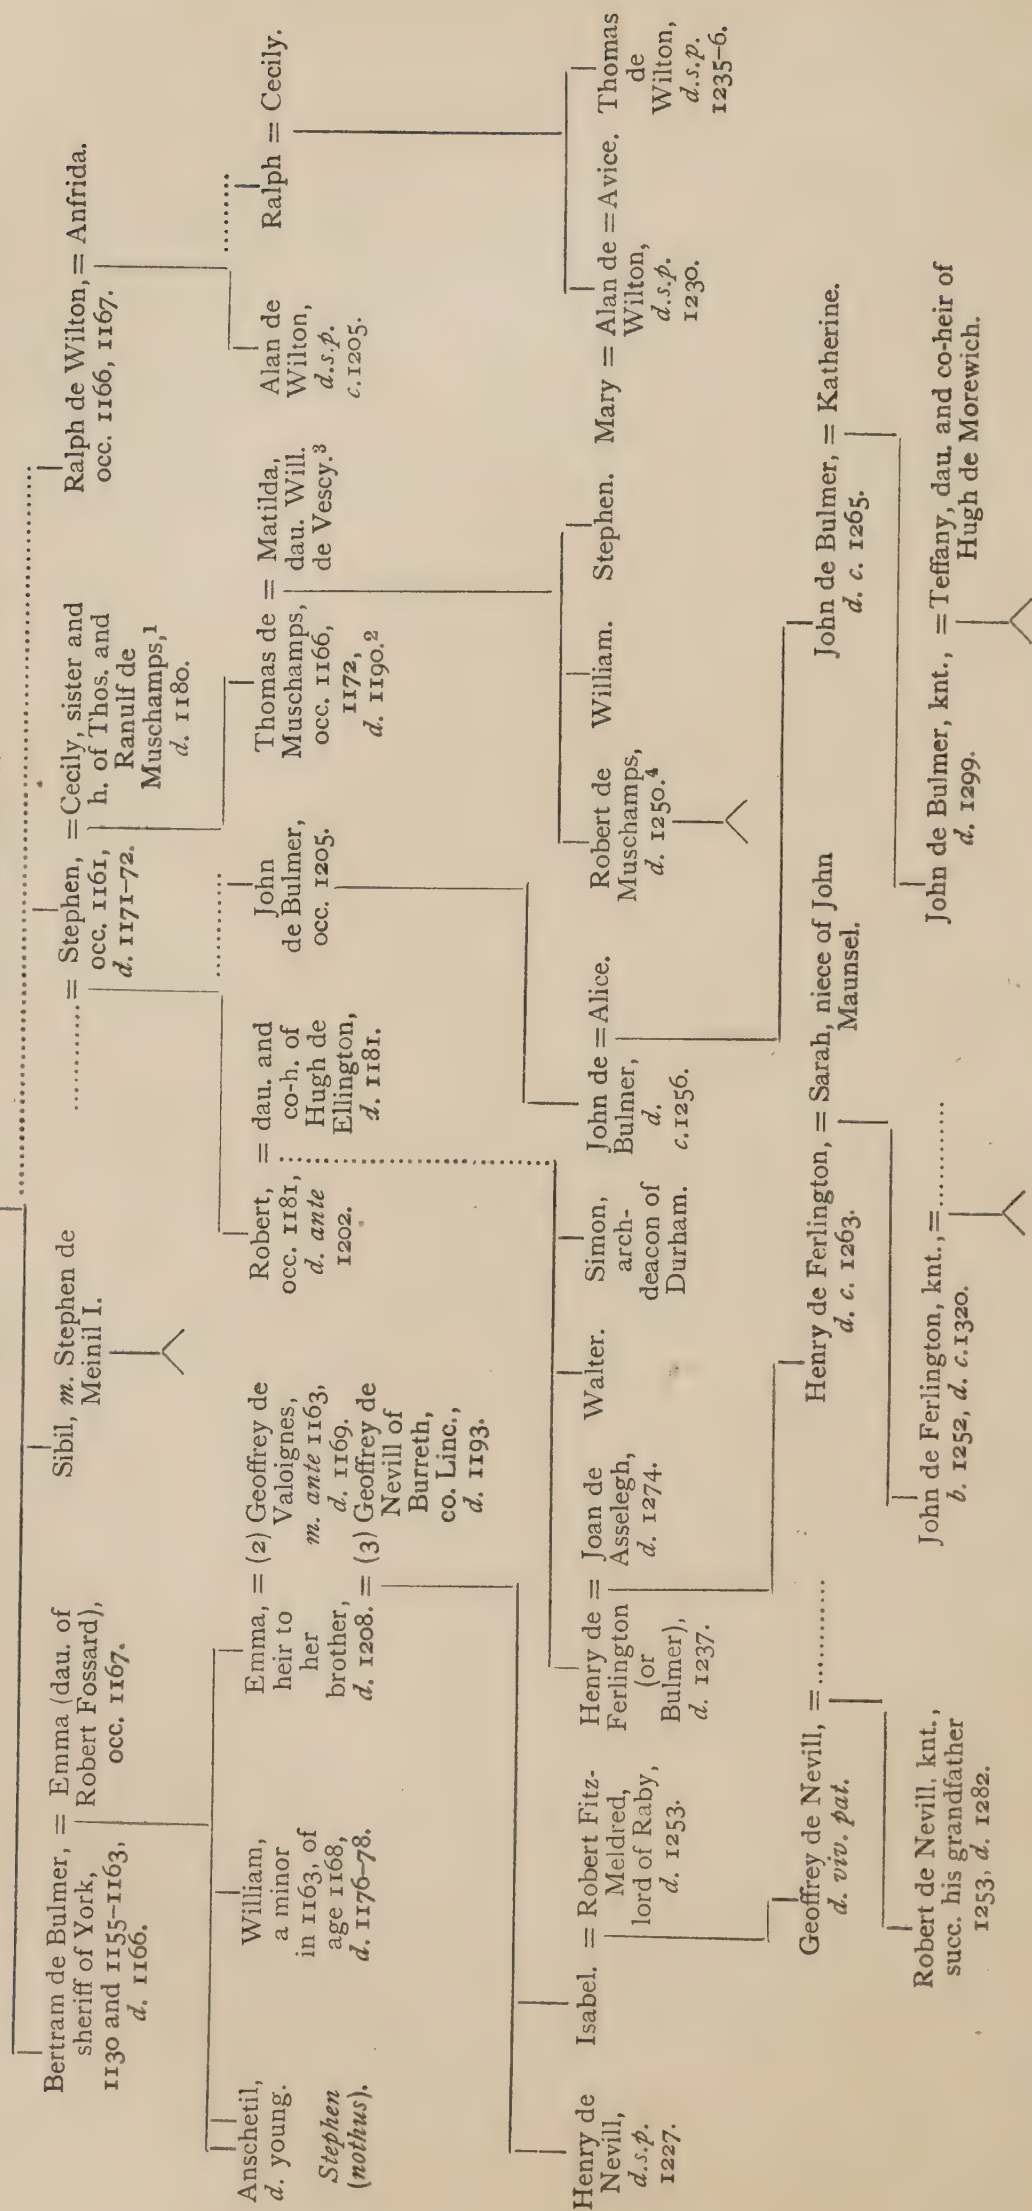 Bertram de Bulmer, = Emma (dau. of
sheriff of York, Robert Fossard),
1130 and 1155–1163, occ. 1167.
d. 1166.
Sibil, m. Stephen de
Meinil I.
.......... = Stephen, = Cecily, sister and
occ. 1161, h. of Thos. and
d. 1171–72. Ranulf de
Muschamps,1
d. 1180.
Ralph de Wilton, = Anfrida.
occ. 1166, 1167.
Anschetil,
d. young.
Stephen
(nothus).
William,
a minor
in 1163, of
age 1168,
d. 1176–78.
Emma, = (2) Geoffrey de
heir to Valoignes,
her m. ante 1163,
brother, d. 1169.
d. 1208. = (3) Geoffrey de
Nevill of
Burreth,
co. Linc.,
d. 1193.
Robert, = dau. and
occ. 1181, co-h. of
d. ante Hugh de
1202. Ellington,
d. 1181.
John
de Bulmer,
occ. 1205.
Thomas de = Matilda,
Muschamps, dau. Will.
occ. 1166, de Vescy.3
1172,
d. 1190.2
Alan de
Wilton,
d.s.p.
c.1205.
Ralph = Cecily.
Henry de
Nevill,
d.s.p.
1227.
Isabel. = Robert Fitz-
Meldred,
lord of Raby,
d. 1253.
Henry de = Joan de
Ferlington Asselegh,
(or d. 1274.
Bulmer),
d. 1237.
Walter.
Simon,
arch-
deacon of
Durham.
John de = Alice.
Bulmer,
d.
c.1256.
Robert de
Muschamps,
d. 1250.4
William.
Stephen.
Mary = Alan de = Avice.
Wilton,
d.s.p.
1230.
Thomas
de
Wilton,
d.s.p.
1235–6.
Geoffrey de Nevill, = ..........
d. viv. pat.
Henry de Ferlington, = Sarah, niece of John
d. c. 1263. Maunsel.
John de Bulmer, = Katherine.
d. c. 1265.
Robert de Nevill, knt.,
succ. his grandfather
1253, d. 1282.
John de Ferlington, knt., = ..........
b. 1252, d. c.1320.
John de Bulmer, knt., = Teffany, dau. and co-heir of
d. 1299. Hugh de Morewich.